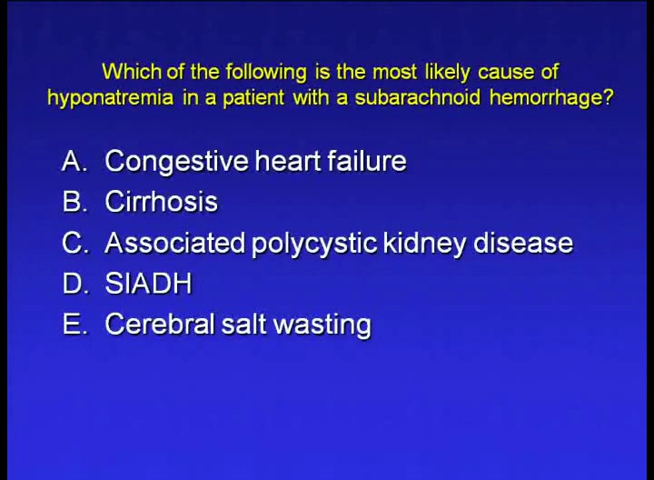 Which of the following is the most likely cause of
hyponatremia in a patient with a subarachnoid hemorrhage?
A. Congestive heart failure
B. Cirrhosis
C. Associated polycystic kidney disease
D. SIADH
E. Cerebral salt wasting